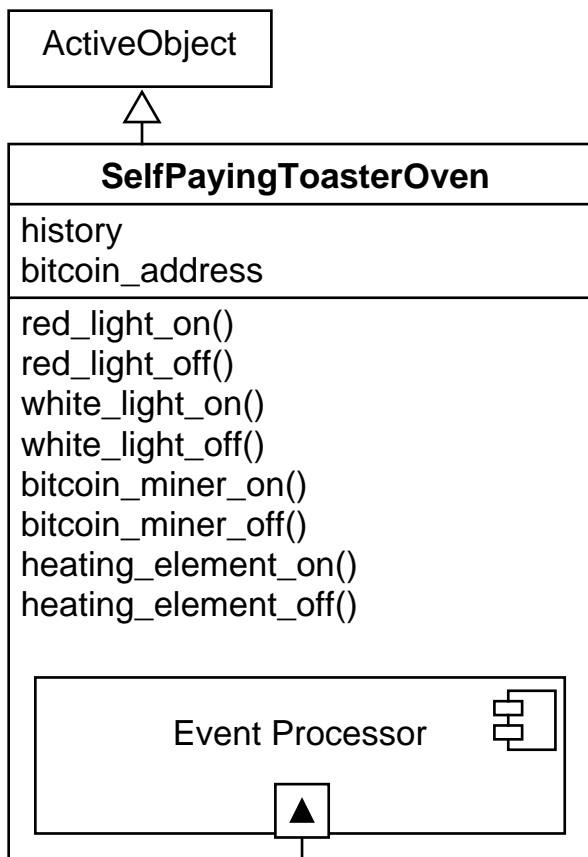 ActiveObject
SelfPayingToasterOven
history
bitcoin_address
red_light_on()
red_light_off()
white_light_on()
white_light_off()
bitcoin_miner_on()
bitcoin_miner_off()
heating_element_on()
heating_element_off()
Event Processor